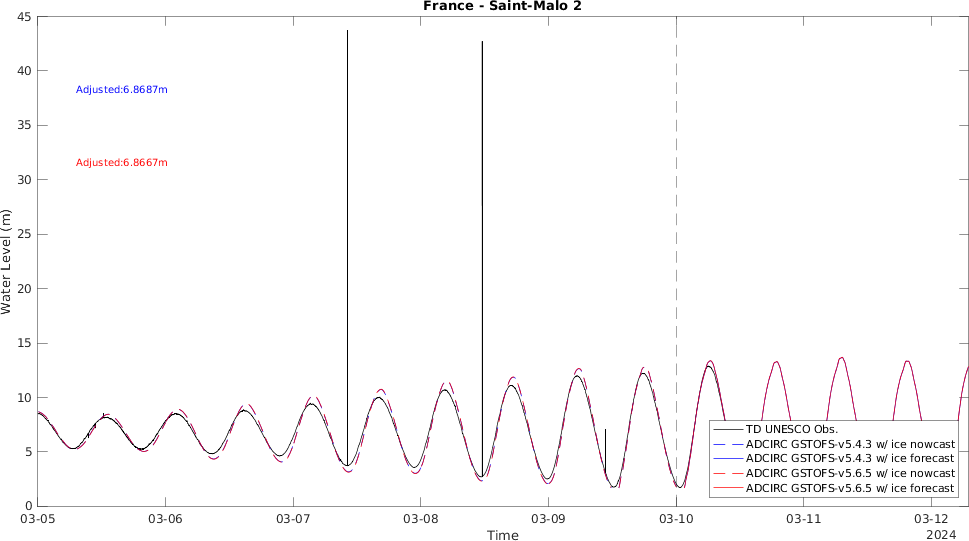 France - Saint-Malo 2
45
40
35
30
25
20
15
10
5
0
Water Level (m)
Adjusted:6.8687m
Adjusted:6.8667m
TD UNESCO Obs.
ADCIRC GSTOFS-v5.4.3 w/ ice nowcast
ADCIRC GSTOFS-v5.4.3 w/ ice forecast
ADCIRC GSTOFS-v5.6.5 w/ ice nowcast
ADCIRC GSTOFS-v5.6.5 w/ ice forecast
03-05 03-06 03-07 03-08 03-09 03-10 03-11 03-12
Time
2024